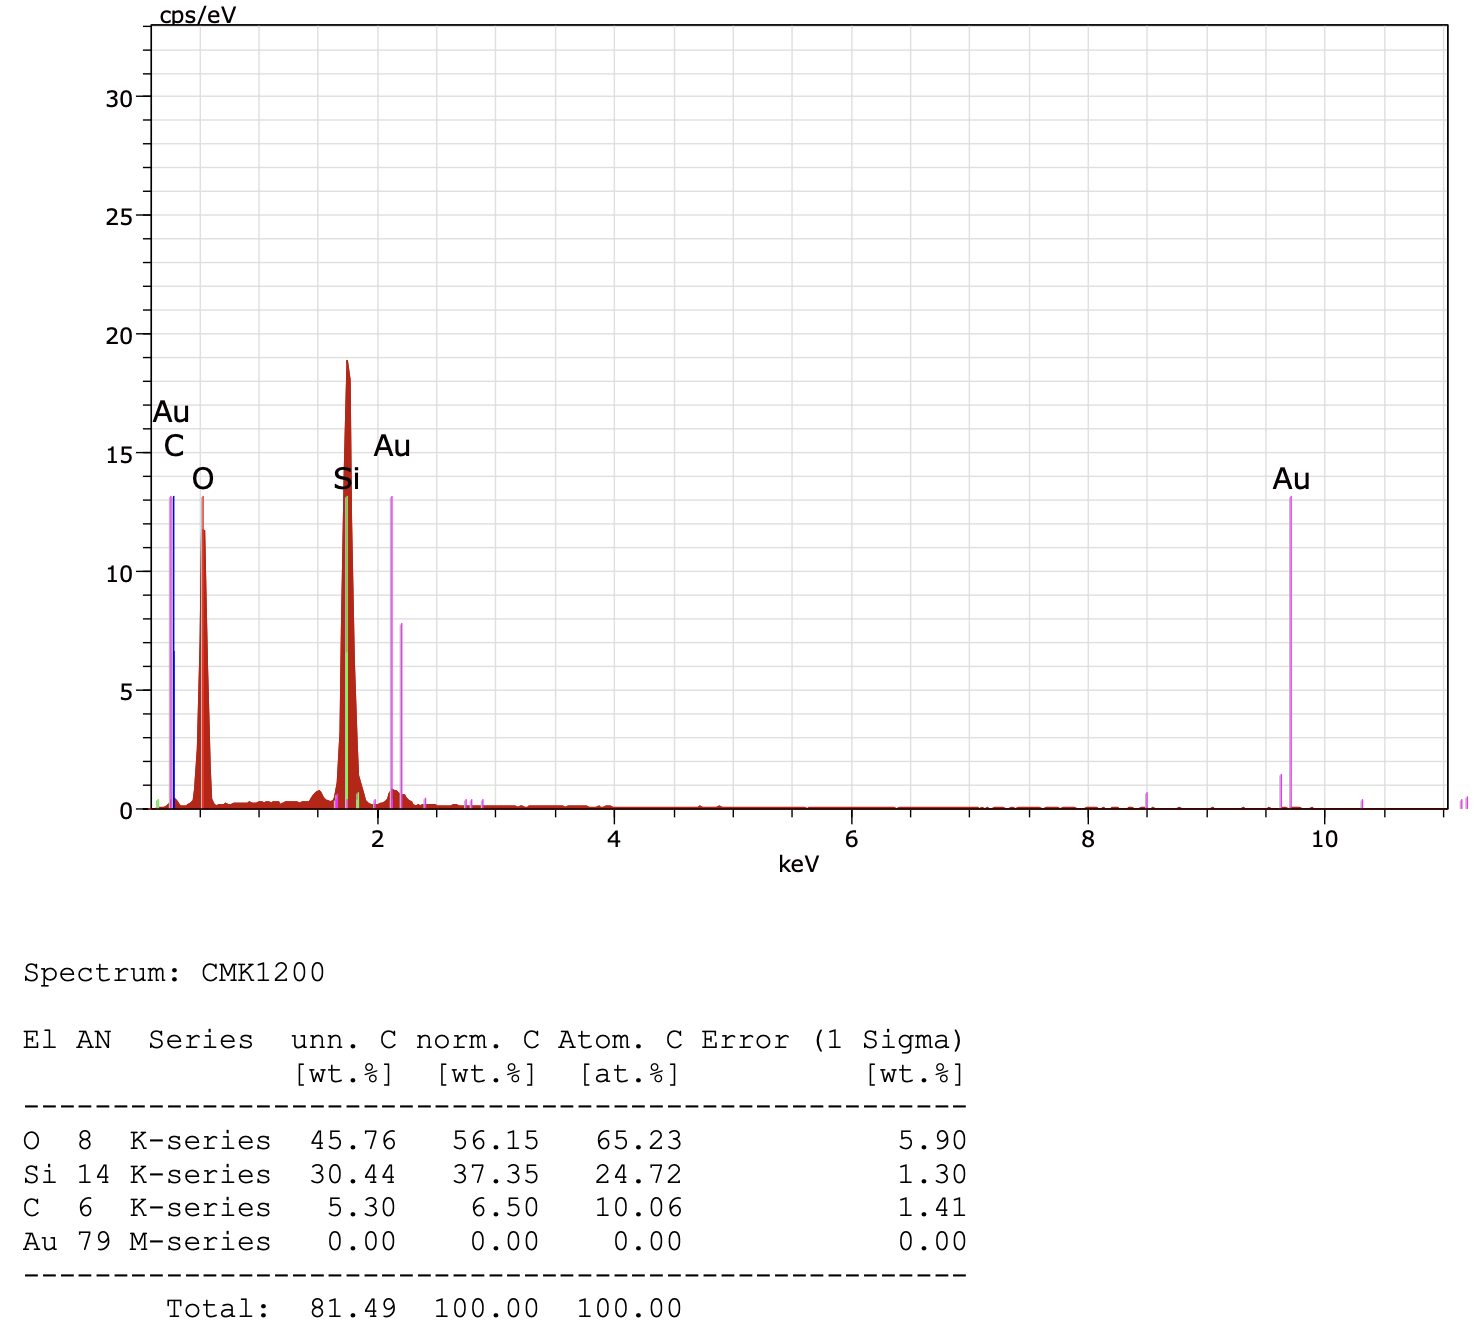 cps/eV
30
25
20
15
10
5
0
Au
C
O
Si
Au
Au
2 4 6 8 10
keV
Spectrum: CMK1200
El AN Series unn. C norm. C Atom. C Error (1 Sigma)
[wt.%] [wt.%] [at.%] [wt.%]
O 8 K-series 45.76 56.15 65.23 5.90
Si 14 K-series 30.44 37.35 24.72 1.30
C 6 K-series 5.30 6.50 10.06 1.41
Au 79 M-series 0.00 0.00 0.00 0.00
Total: 81.49 100.00 100.00